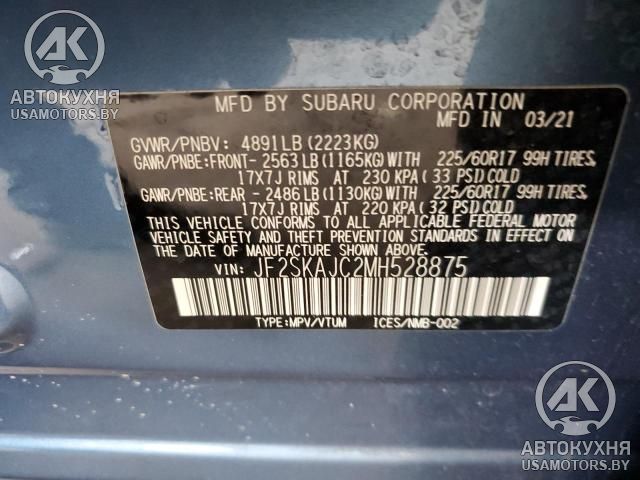 AK
АВТОКУХНЯ
USAMOTORS.BY
MFD BY SUBARU CORPORATION
MFD IN 03/21
GVWR/PNBV: 4891LB (2223KG)
GAWR/PNBE:FRONT- 2563 LB (1165KG) WITH 225/60R17 99H TIRES,
17X7J RIMS AT 230 KPA ( 33 PSI) COLD
GAWR/PNBE:REAR - 2486 LB (1130KG) WITH 225/60R17 99H TIRES,
17X7J RIMS AT 220 KPA ( 32 PSI) COLD
THIS VEHICLE CONFORMS TO ALL APPLICABLE FEDERAL MOTOR
VEHICLE SAFETY AND THEFT PREVENTION STANDARDS IN EFFECT ON
THE DATE OF MANUFACTURE SHOWN ABOVE.
VIN: JF2SKAJC2MH528875
TYPE:MPV/VTUM ICES/NMB-002
AK
АВТОКУХНЯ
USAMOTORS.BY